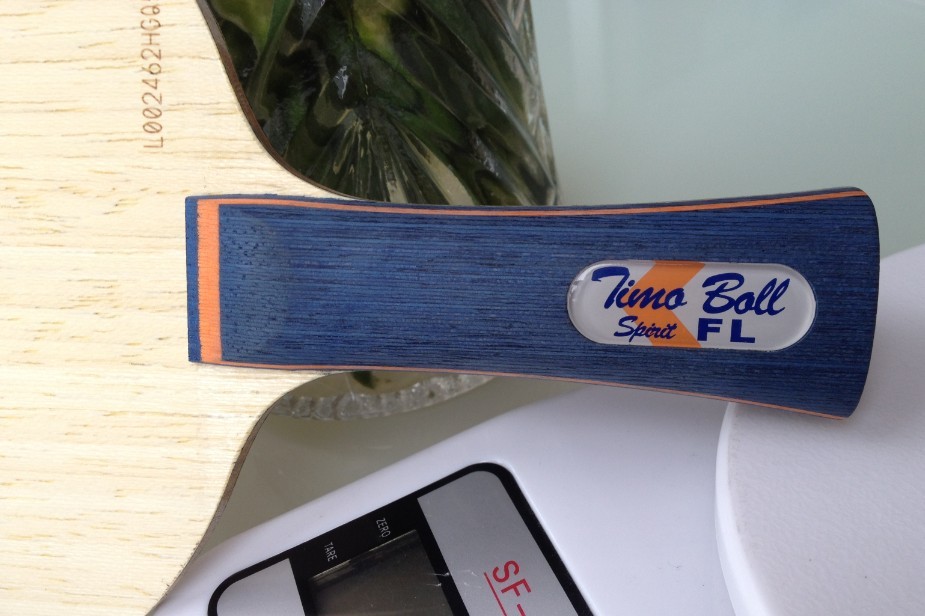 L002462HG
Timo Boll
Spirit FL
ZERO
TARE
SF-